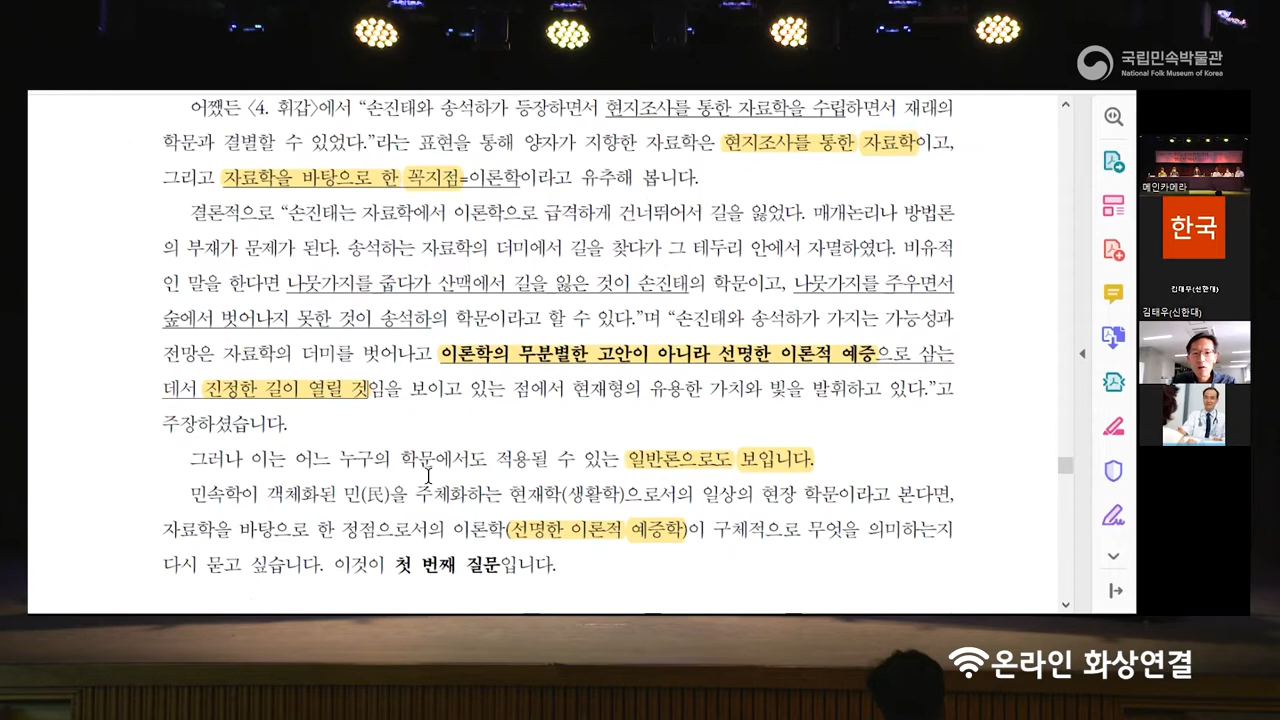 국립민속박물관
National Folk Museum of Korea
어쨌든 〈4. 휘갑〉에서 “손진태와 송석하가 등장하면서 현지조사를 통한 자료학을 수립하면서 재래의
학문과 결별할 수 있었다.”라는 표현을 통해 양자가 지향한 자료학은 현지조사를 통한 자료학이고,
그리고 자료학을 바탕으로 한 꼭지점=이론학이라고 유추해 봅니다.
결론적으로 “손진태는 자료학에서 이론학으로 급격하게 건너뛰어서 길을 잃었다. 매개논리나 방법론
의 부재가 문제가 된다. 송석하는 자료학의 더미에서 길을 찾다가 그 테두리 안에서 자멸하였다. 비유적
인 말을 한다면 나뭇가지를 줍다가 산맥에서 길을 잃은 것이 손진태의 학문이고, 나뭇가지를 주우면서
숲에서 벗어나지 못한 것이 송석하의 학문이라고 할 수 있다.”며 “손진태와 송석하가 가지는 가능성과
전망은 자료학의 더미를 벗어나고 이론학의 무분별한 고안이 아니라 선명한 이론적 예증으로 삼는
데서 진정한 길이 열릴 것임을 보이고 있는 점에서 현재형의 유용한 가치와 빛을 발휘하고 있다.”고
주장하셨습니다.
그러나 이는 어느 누구의 학문에서도 적용될 수 있는 일반론으로도 보입니다.
민속학이 객체화된 민(民)을 주체화하는 현재학(생활학)으로서의 일상의 현장 학문이라고 본다면,
자료학을 바탕으로 한 정점으로서의 이론학(선명한 이론적 예증학)이 구체적으로 무엇을 의미하는지
다시 묻고 싶습니다. 이것이 첫 번째 질문입니다.
메인카메라
한국
김태우(신한대)
김태우(신한대)
온라인 화상연결